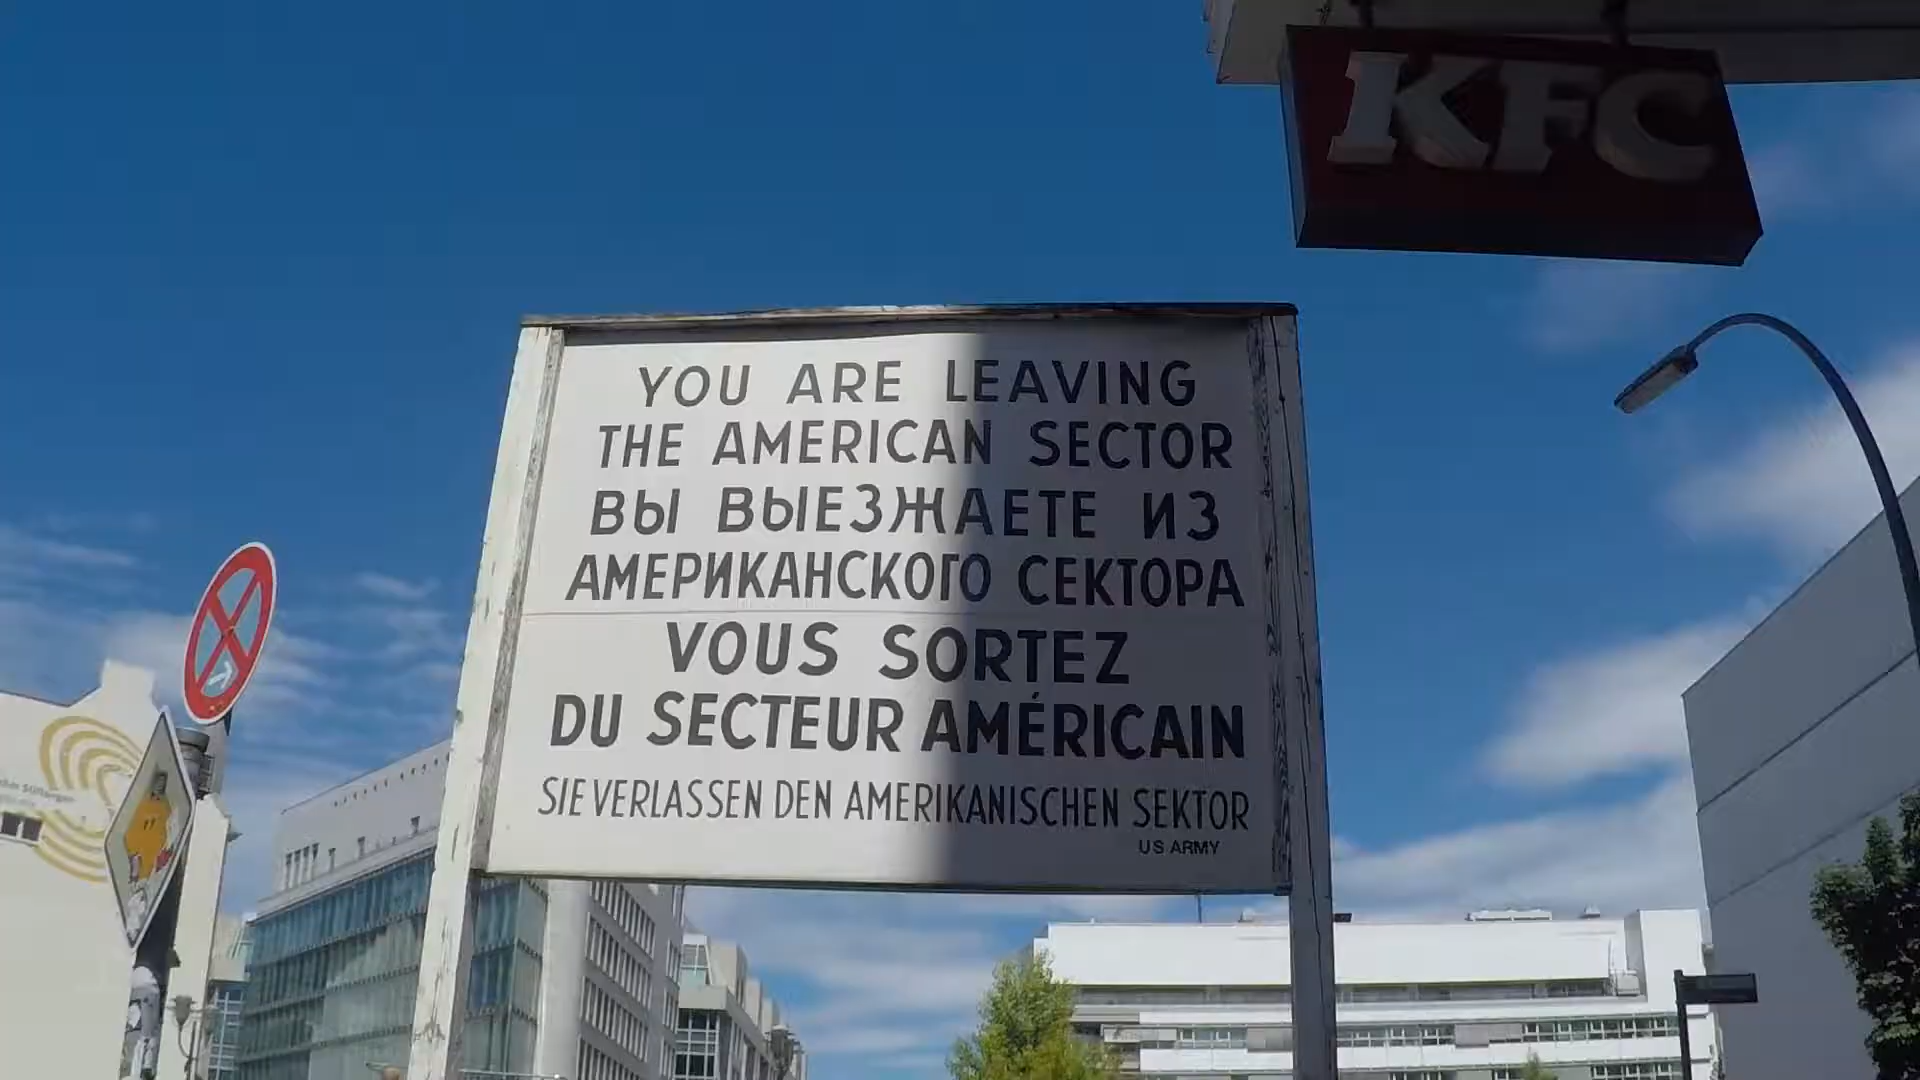 KFC
YOU ARE LEAVING
THE AMERICAN SECTOR
ВЫ ВЫЕЗЖАЕТЕ ИЗ
АМЕРИКАНСКОГО СЕКТОРА
VOUS SORTEZ
DU SECTEUR AMÉRICAIN
SIE VERLASSEN DEN AMERIKANISCHEN SEKTOR
US ARMY